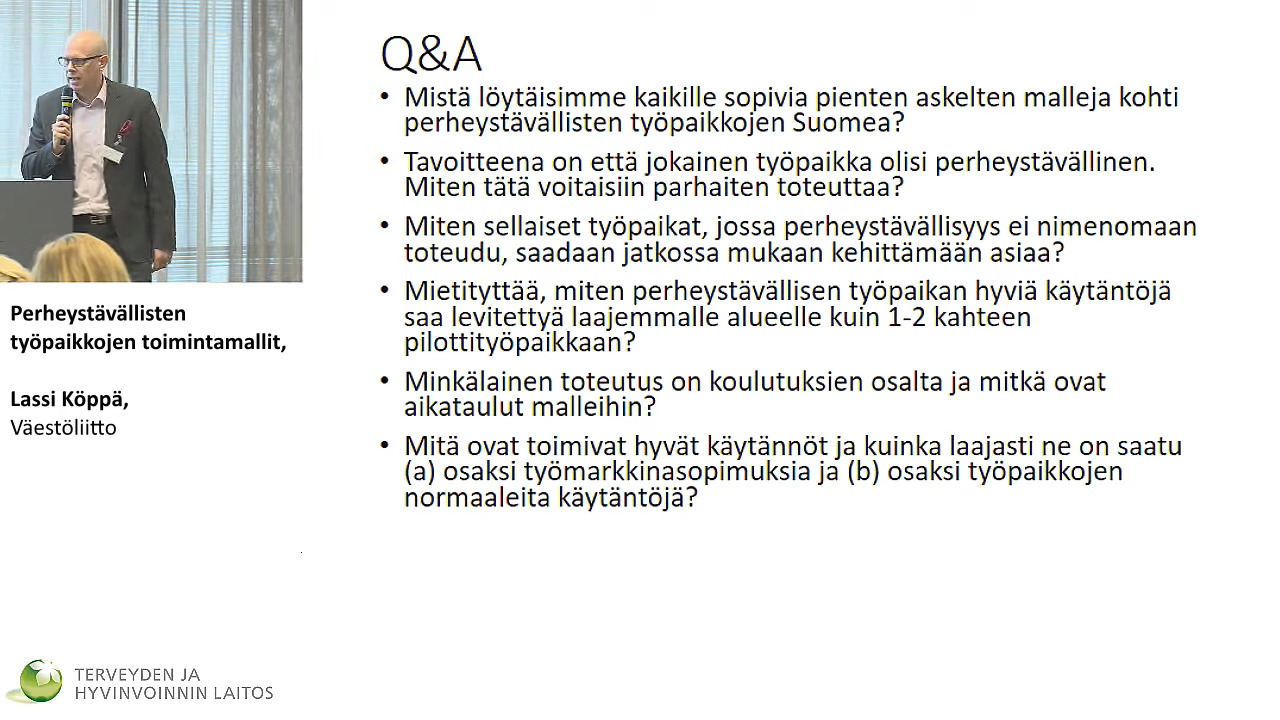 Q&A
• Mistä löytäisimme kaikille sopivia pienten askelten malleja kohti
perheystävällisten työpaikkojen Suomea?
• Tavoitteena on että jokainen työpaikka olisi perheystävällinen.
Miten tätä voitaisiin parhaiten toteuttaa?
• Miten sellaiset työpaikat, jossa perheystävällisyys ei nimenomaan
toteudu, saadaan jatkossa mukaan kehittämään asiaa?
• Mietityttää, miten perheystävällisen työpaikan hyviä käytäntöjä
saa levitettyä laajemmalle alueelle kuin 1-2 kahteen
pilottityöpaikkaan?
• Minkälainen toteutus on koulutuksien osalta ja mitkä ovat
aikataulut malleihin?
• Mitä ovat toimivat hyvät käytännöt ja kuinka laajasti ne on saatu
(a) osaksi työmarkkinasopimuksia ja (b) osaksi työpaikkojen
normaaleita käytäntöjä?
Perheystävällisten
työpaikkojen toimintamallit,
Lassi Köppä,
Väestöliitto
TERVEYDEN JA
HYVINVOINNIN LAITOS